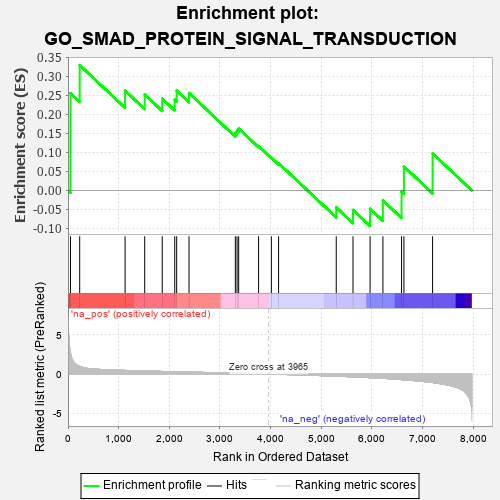 Enrichment plot:
GO_SMAD_PROTEIN_SIGNAL_TRANSDUCTION
Enrichment score (ES)
0.35
0.30
0.25
0.20
0.15
0.10
0.05
0.00
-0.05
-0.10
'na_pos' (positively correlated)
Ranked list metric (PreRanked)
5
0
-5
Zero cross at 3965
'na_neg' (negatively correlated)
0 1,000 2,000 3,000 4,000 5,000 6,000 7,000 8,000
Rank in Ordered Dataset
Enrichment profile Hits Ranking metric scores